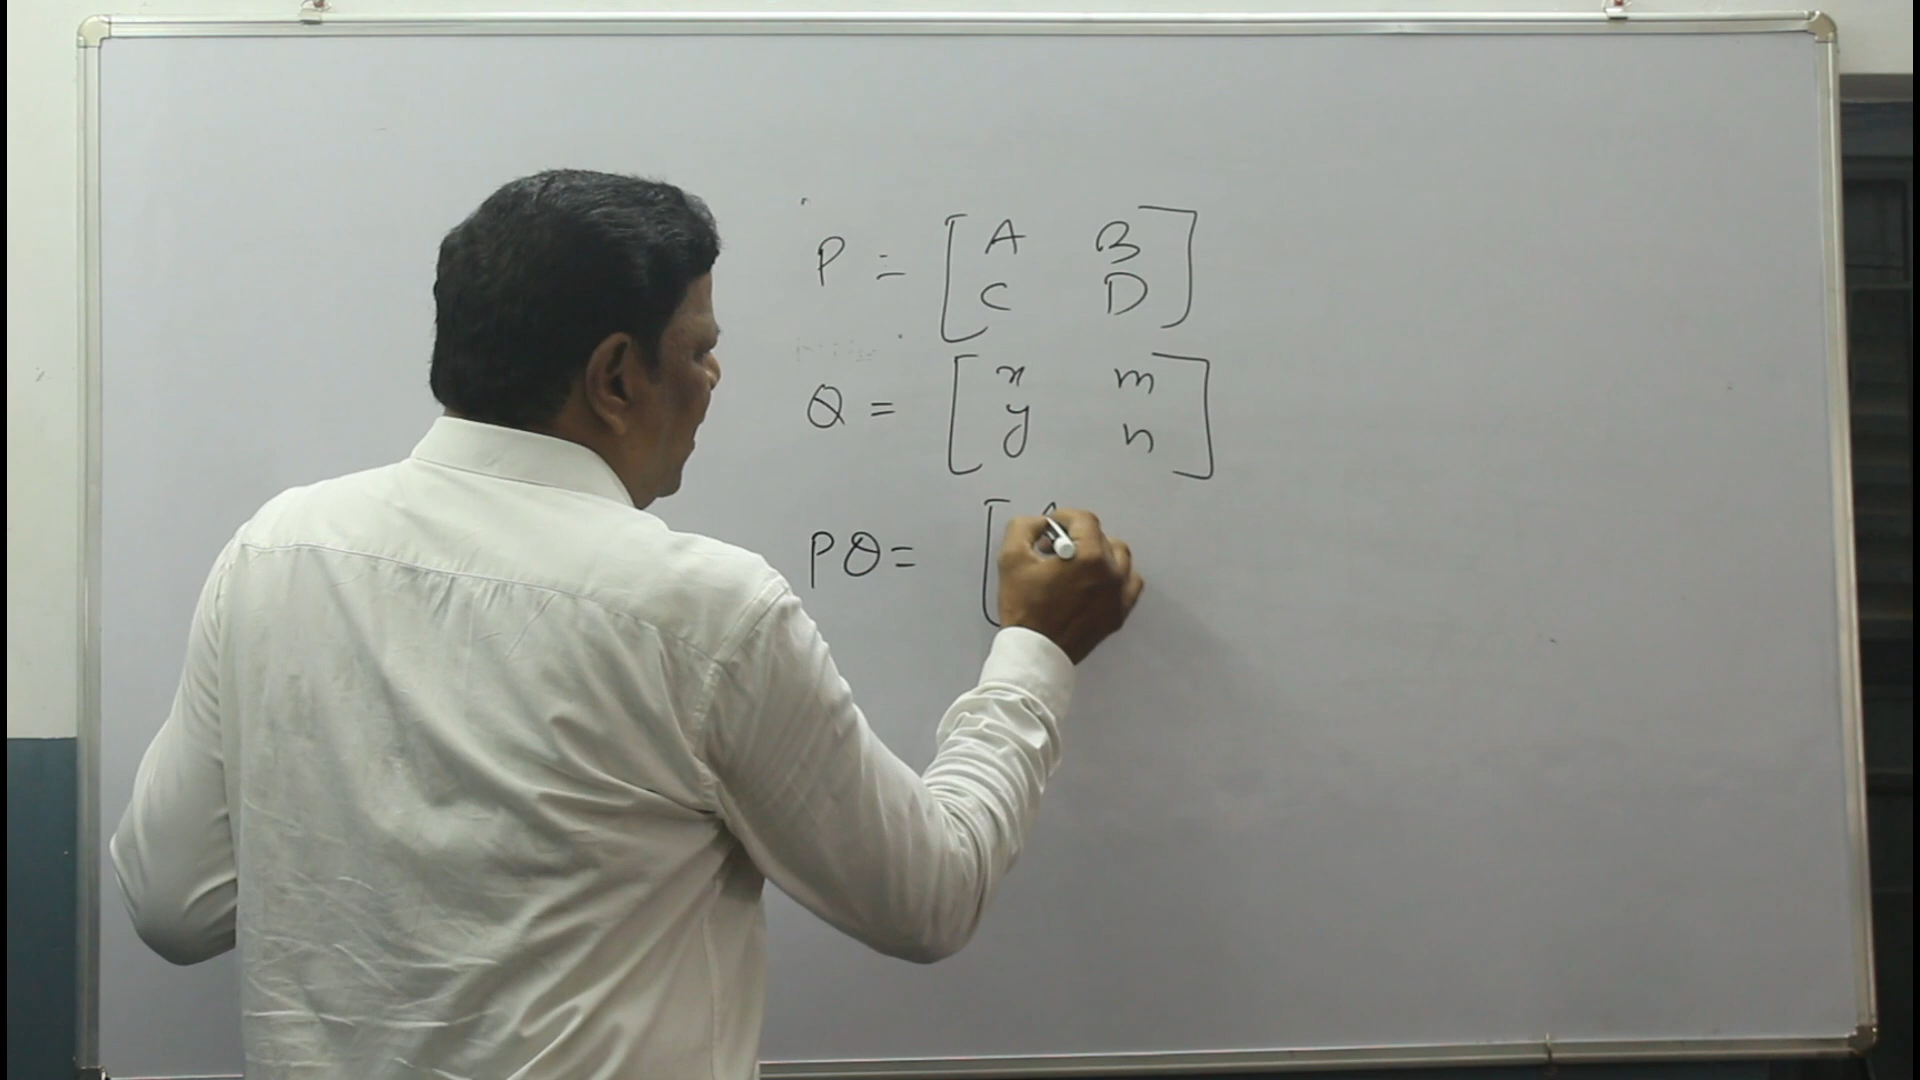 P = [ A B
C D ]
Q = [ x m
y n ]
PQ = [